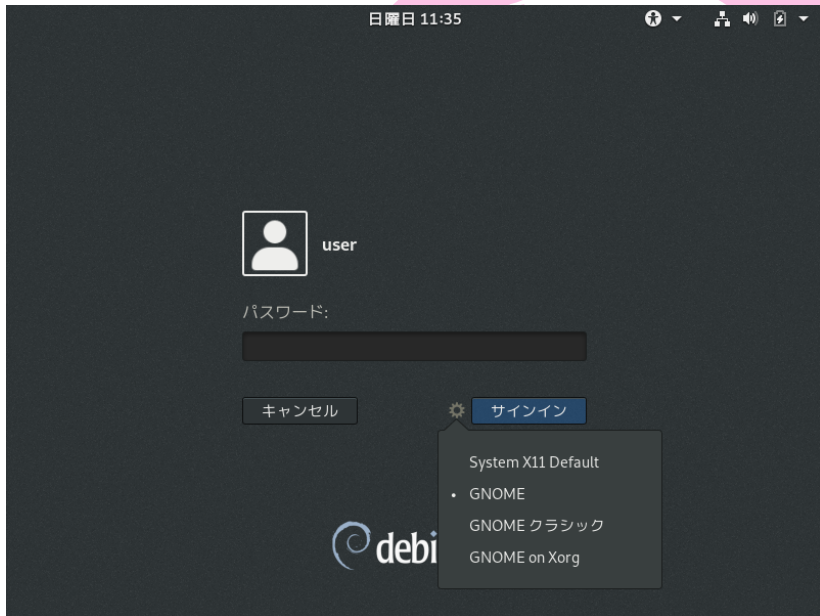 日曜日 11:35
user
パスワード:
キャンセル
サインイン
System X11 Default
• GNOME
GNOME クラシック
GNOME on Xorg
debi